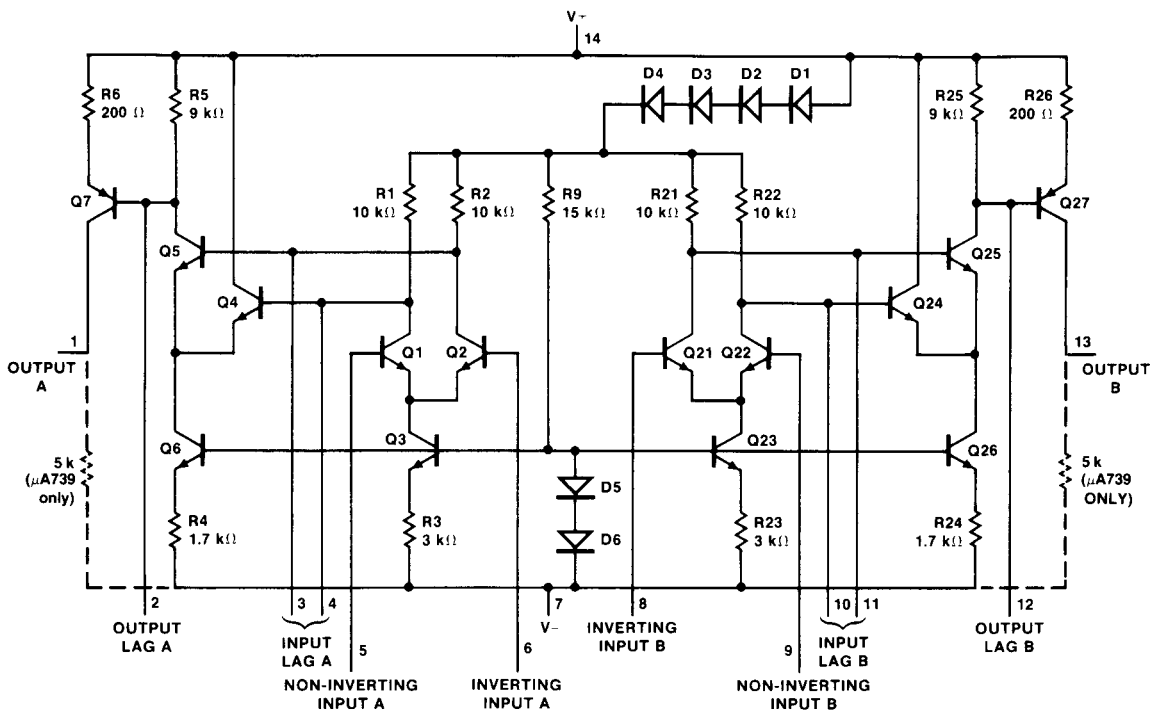 V+
14
D4 D3 D2 D1
R6
200 Ω
R5
9 kΩ
R25
9 kΩ
R26
200 Ω
R1
10 kΩ
R2
10 kΩ
R9
15 kΩ
R21
10 kΩ
R22
10 kΩ
Q7
Q27
Q5
Q25
Q4
Q24
1
OUTPUT
A
Q1
Q2
Q21
Q22
13
OUTPUT
B
Q6
Q3
Q23
Q26
5 k
(μA739
only)
D5
D6
5 k
(μA739
ONLY)
R4
1.7 kΩ
R3
3 kΩ
R23
3 kΩ
R24
1.7 kΩ
2
OUTPUT
LAG A
3 4
INPUT
LAG A
7
V−
8
INVERTING
INPUT B
10 11
INPUT
LAG B
12
OUTPUT
LAG B
5
NON-INVERTING
INPUT A
6
INVERTING
INPUT A
9
NON-INVERTING
INPUT B